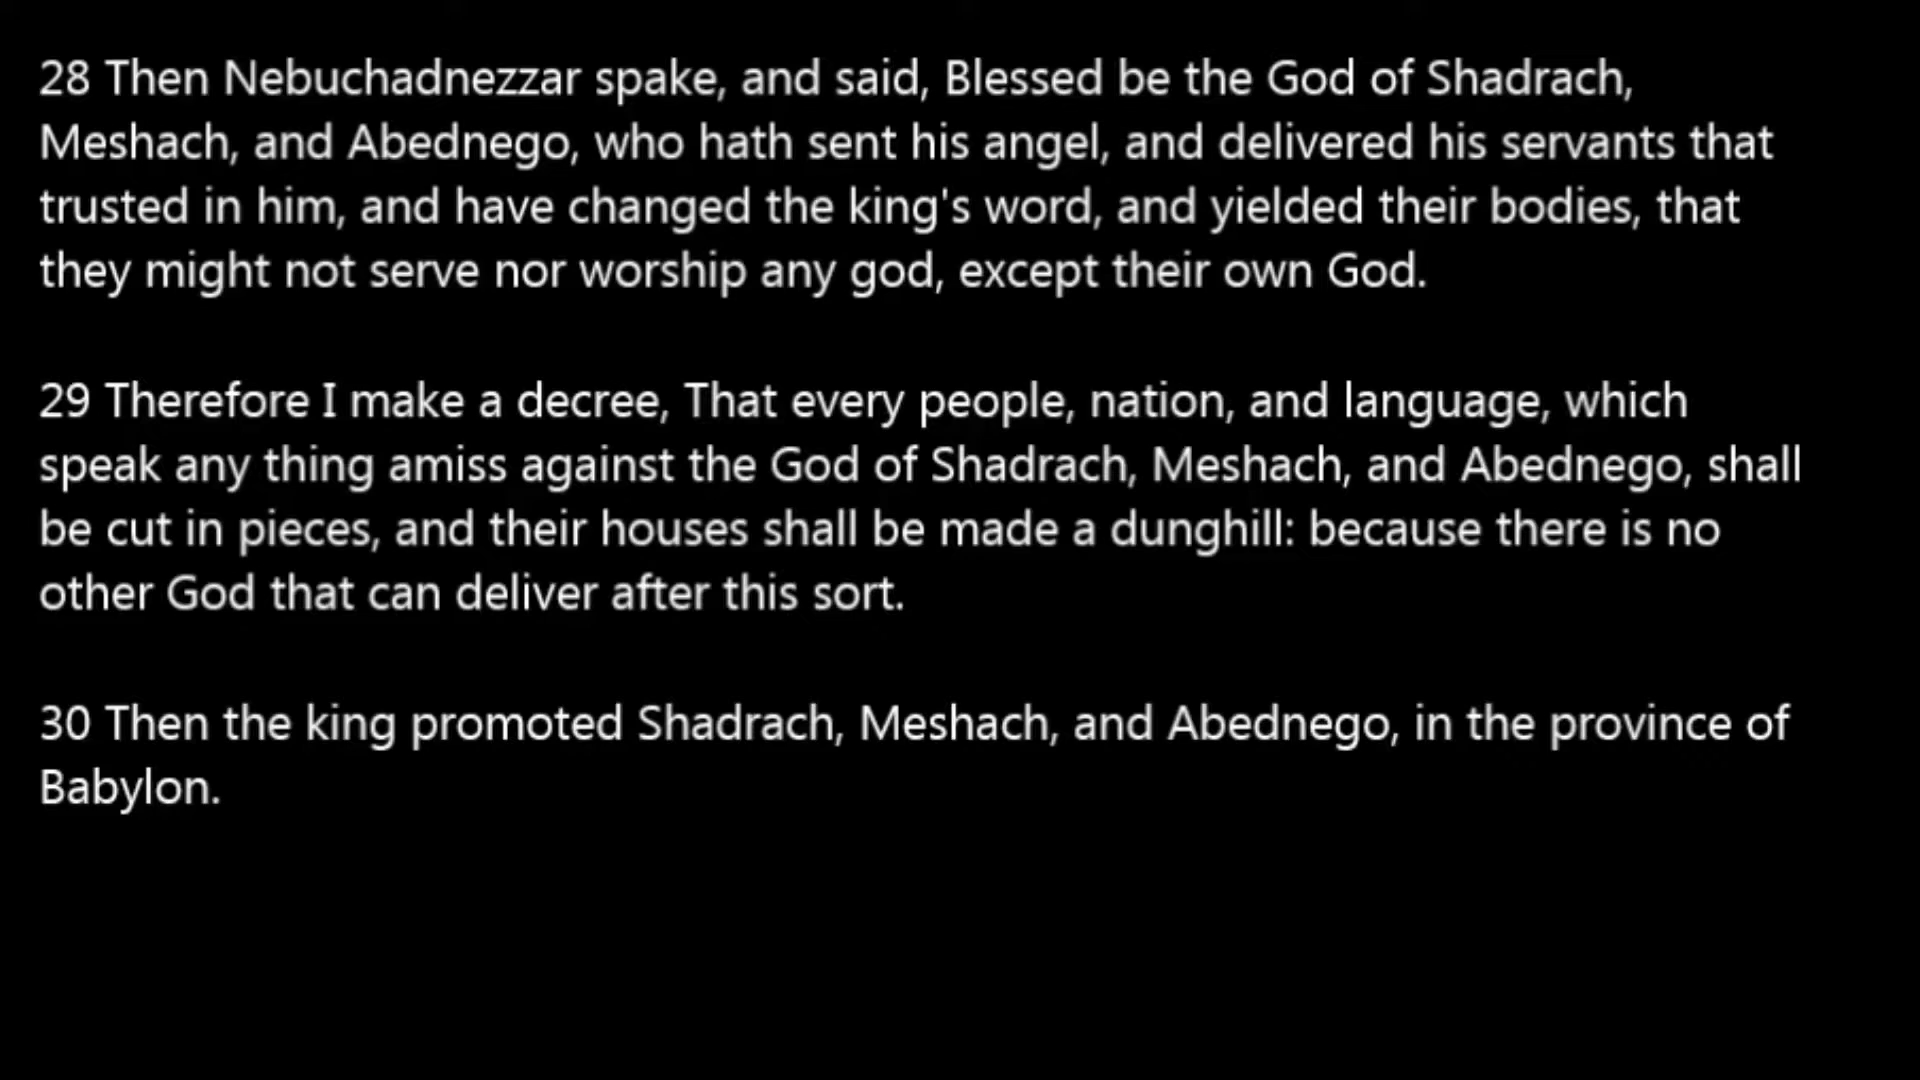 28 Then Nebuchadnezzar spake, and said, Blessed be the God of Shadrach,
Meshach, and Abednego, who hath sent his angel, and delivered his servants that
trusted in him, and have changed the king's word, and yielded their bodies, that
they might not serve nor worship any god, except their own God.
29 Therefore I make a decree, That every people, nation, and language, which
speak any thing amiss against the God of Shadrach, Meshach, and Abednego, shall
be cut in pieces, and their houses shall be made a dunghill: because there is no
other God that can deliver after this sort.
30 Then the king promoted Shadrach, Meshach, and Abednego, in the province of
Babylon.